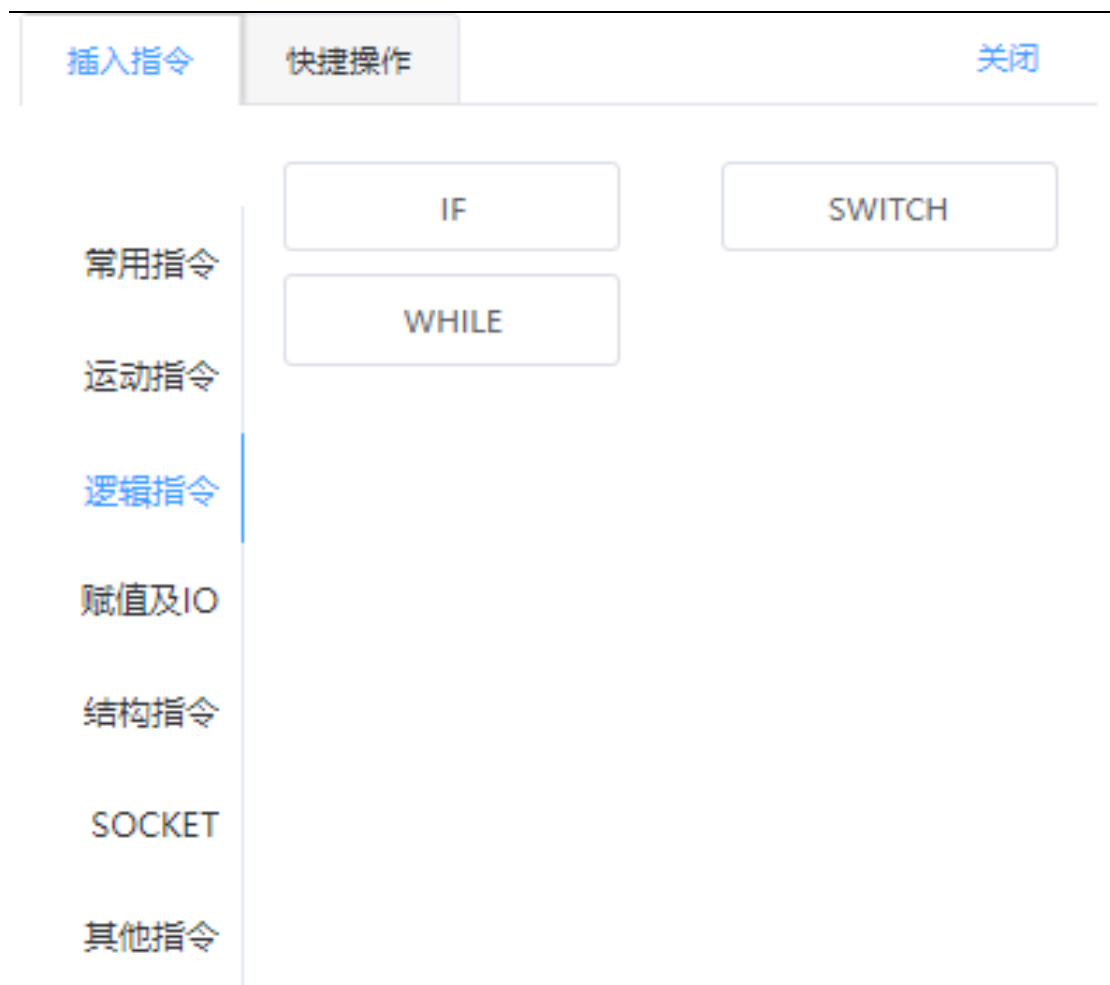 插入指令 快捷操作 关闭
IF SWITCH
常用指令
WHILE
运动指令
逻辑指令
赋值及IO
结构指令
SOCKET
其他指令